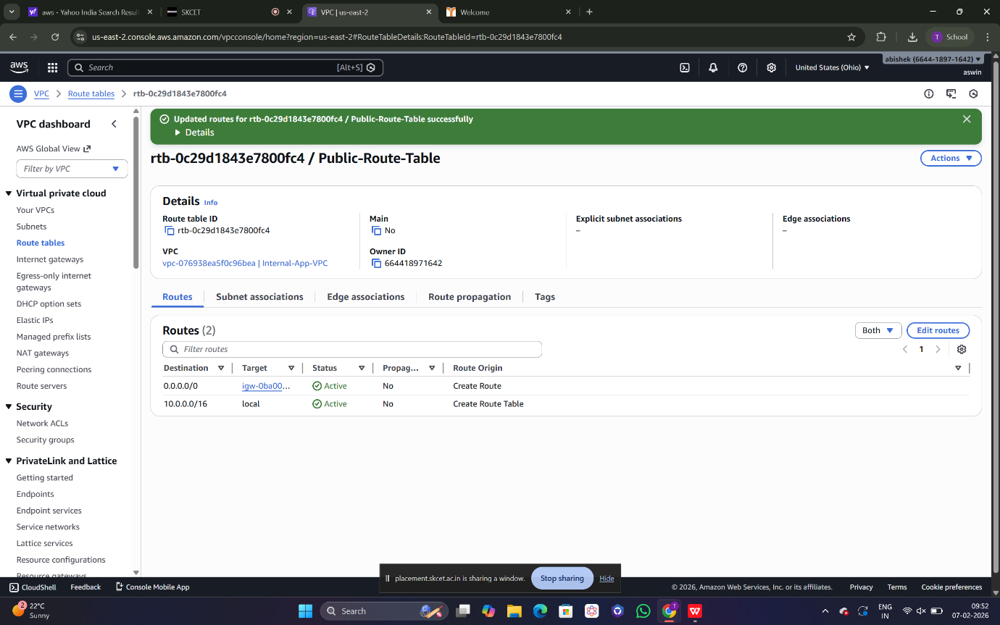 aws - Yahoo India Search Resul
SKCET
VPC | us-east-2
Welcome
us-east-2.console.aws.amazon.com/vpcconsole/home?region=us-east-2#RouteTableDetails:RouteTableId=rtb-0c29d1843e7800fc4
T School
aws
Search [Alt+S]
United States (Ohio)
abishek (6644-1897-1642)
aswin
VPC > Route tables > rtb-0c29d1843e7800fc4
VPC dashboard
AWS Global View
Filter by VPC
Virtual private cloud
Your VPCs
Subnets
Route tables
Internet gateways
Egress-only internet
gateways
DHCP option sets
Elastic IPs
Managed prefix lists
NAT gateways
Peering connections
Route servers
Security
Network ACLs
Security groups
PrivateLink and Lattice
Getting started
Endpoints
Endpoint services
Service networks
Lattice services
Resource configurations
Resource gateways
Updated routes for rtb-0c29d1843e7800fc4 / Public-Route-Table successfully
Details
rtb-0c29d1843e7800fc4 / Public-Route-Table
Actions
Details Info
Route table ID
rtb-0c29d1843e7800fc4
Main
No
Explicit subnet associations
–
Edge associations
–
VPC
vpc-076938ea5f0c96bea | Internal-App-VPC
Owner ID
664418971642
Routes Subnet associations Edge associations Route propagation Tags
Routes (2)
Both
Edit routes
Filter routes
1
Destination Target Status Propag... Route Origin
0.0.0.0/0 igw-0ba00... Active No Create Route
10.0.0.0/16 local Active No Create Route Table
placement.skcet.ac.in is sharing a window.
Stop sharing
Hide
CloudShell Feedback Console Mobile App
© 2026, Amazon Web Services, Inc. or its affiliates. Privacy Terms Cookie preferences
2
22°C
Sunny
Search
T
ENG
IN
09:52
07-02-2026